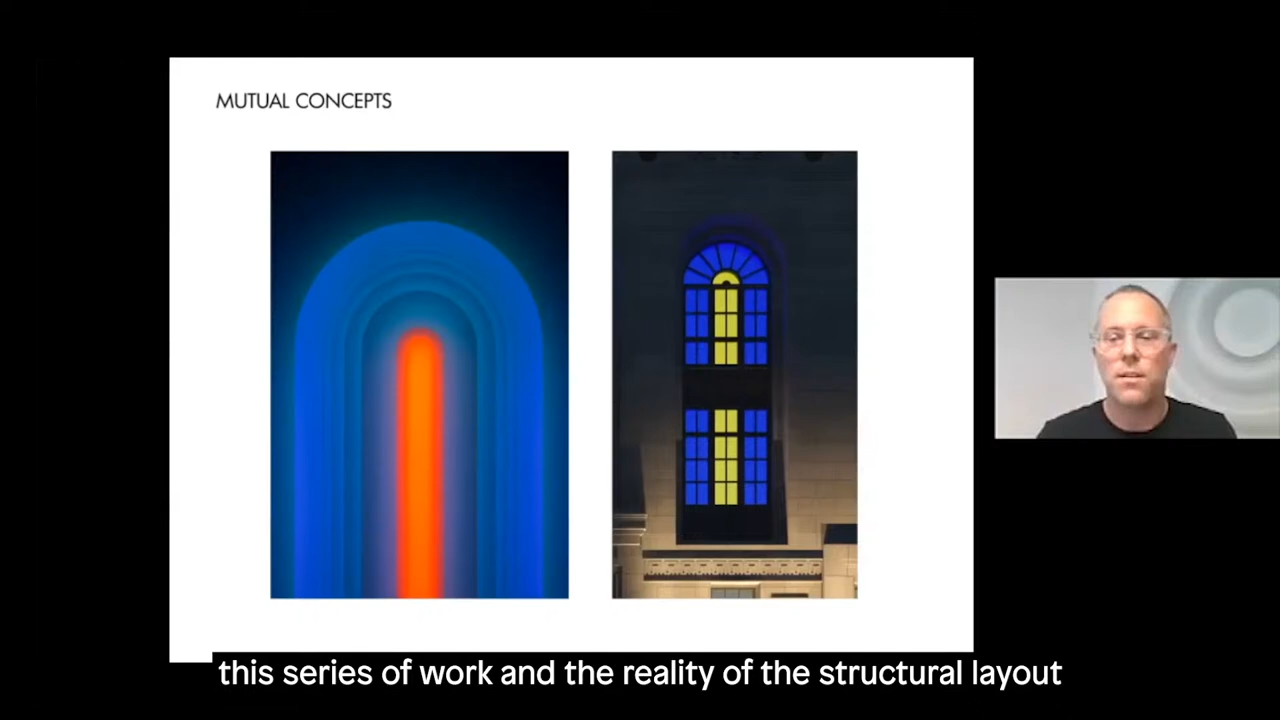 MUTUAL CONCEPTS
this series of work and the reality of the structural layout